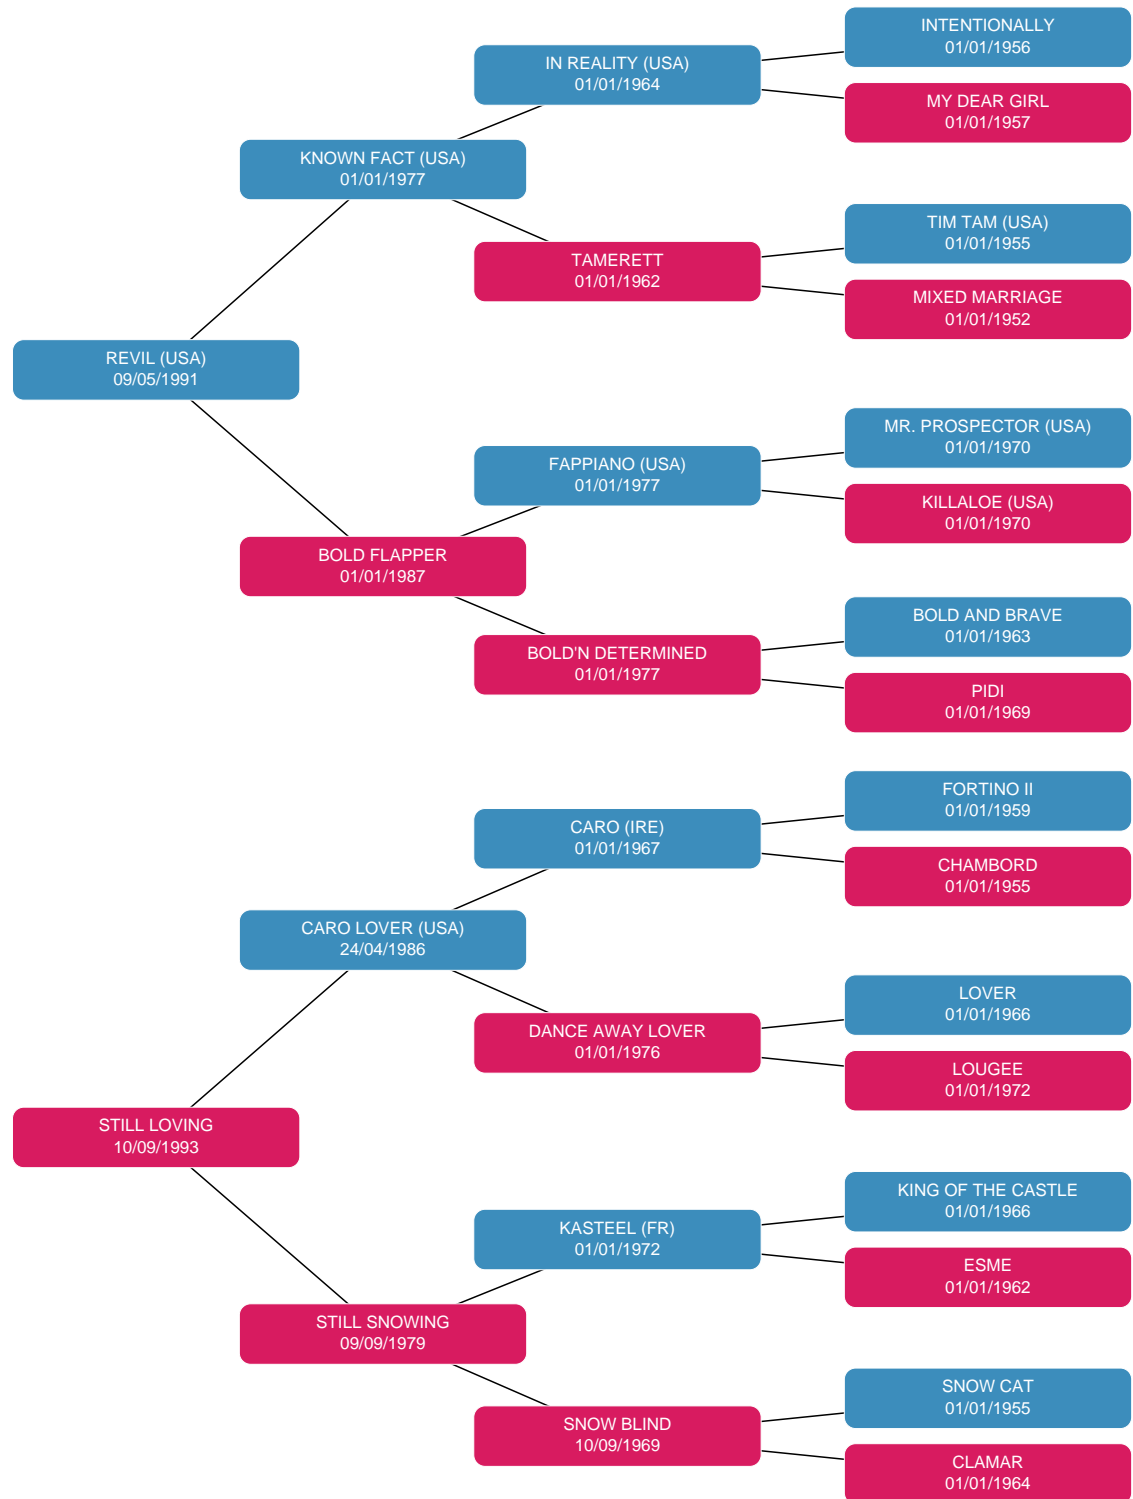 INTENTIONALLY
01/01/1956
IN REALITY (USA)
01/01/1964
MY DEAR GIRL
01/01/1957
KNOWN FACT (USA)
01/01/1977
TIM TAM (USA)
01/01/1955
TAMERETT
01/01/1962
MIXED MARRIAGE
01/01/1952
REVIL (USA)
09/05/1991
MR. PROSPECTOR (USA)
01/01/1970
FAPPIANO (USA)
01/01/1977
KILLALOE (USA)
01/01/1970
BOLD FLAPPER
01/01/1987
BOLD AND BRAVE
01/01/1963
BOLD'N DETERMINED
01/01/1977
PIDI
01/01/1969
FORTINO II
01/01/1959
CARO (IRE)
01/01/1967
CHAMBORD
01/01/1955
CARO LOVER (USA)
24/04/1986
LOVER
01/01/1966
DANCE AWAY LOVER
01/01/1976
LOUGEE
01/01/1972
STILL LOVING
10/09/1993
KING OF THE CASTLE
01/01/1966
KASTEEL (FR)
01/01/1972
ESME
01/01/1962
STILL SNOWING
09/09/1979
SNOW CAT
01/01/1955
SNOW BLIND
10/09/1969
CLAMAR
01/01/1964